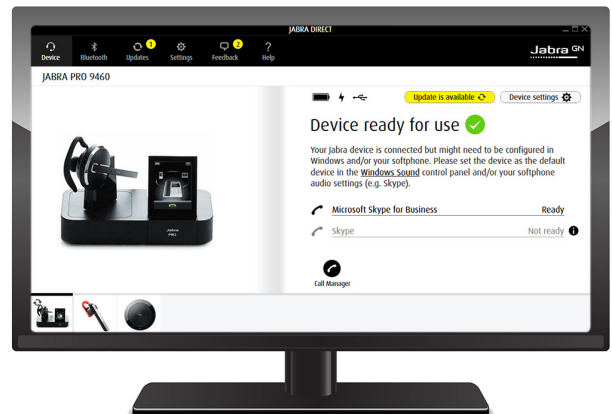 JABRA DIRECT
1
2
Device
Bluetooth
Updates
Settings
Feedback
Help
Jabra GN
JABRA PRO 9460
Update is available
Device settings
Device ready for use
Your Jabra device is connected but might need to be configured in
Windows and/or your softphone. Please set the device as the default
device in the Windows Sound control panel and/or your softphone
audio settings (e.g. Skype).
Microsoft Skype for Business
Ready
Skype
Not ready
Call Manager
Jabra